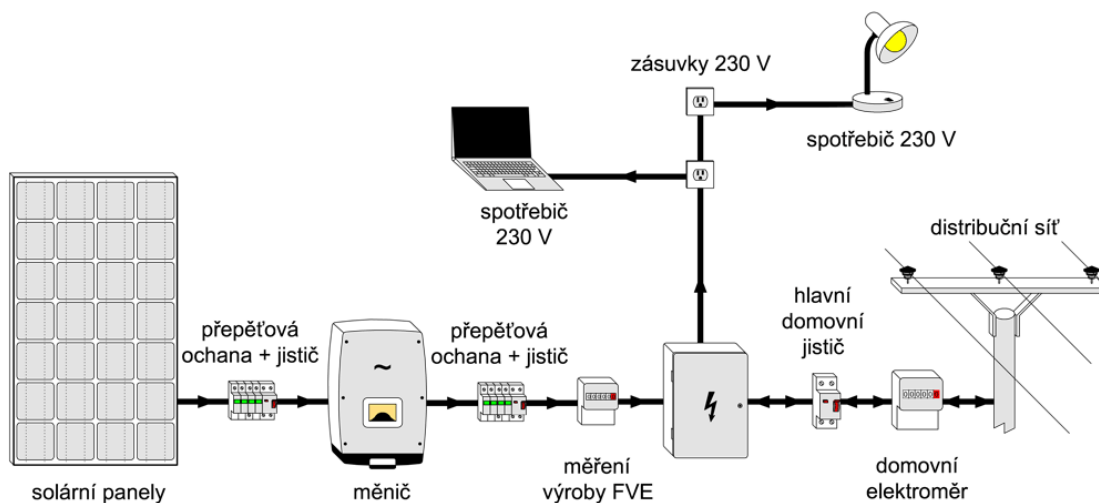 zásuvky 230 V
spotřebič 230 V
spotřebič
230 V
distribuční síť
hlavní
domovní
jistič
přepěťová
ochana + jistič
přepěťová
ochana + jistič
~
solární panely
měnič
měření
výroby FVE
domovní
elektroměr